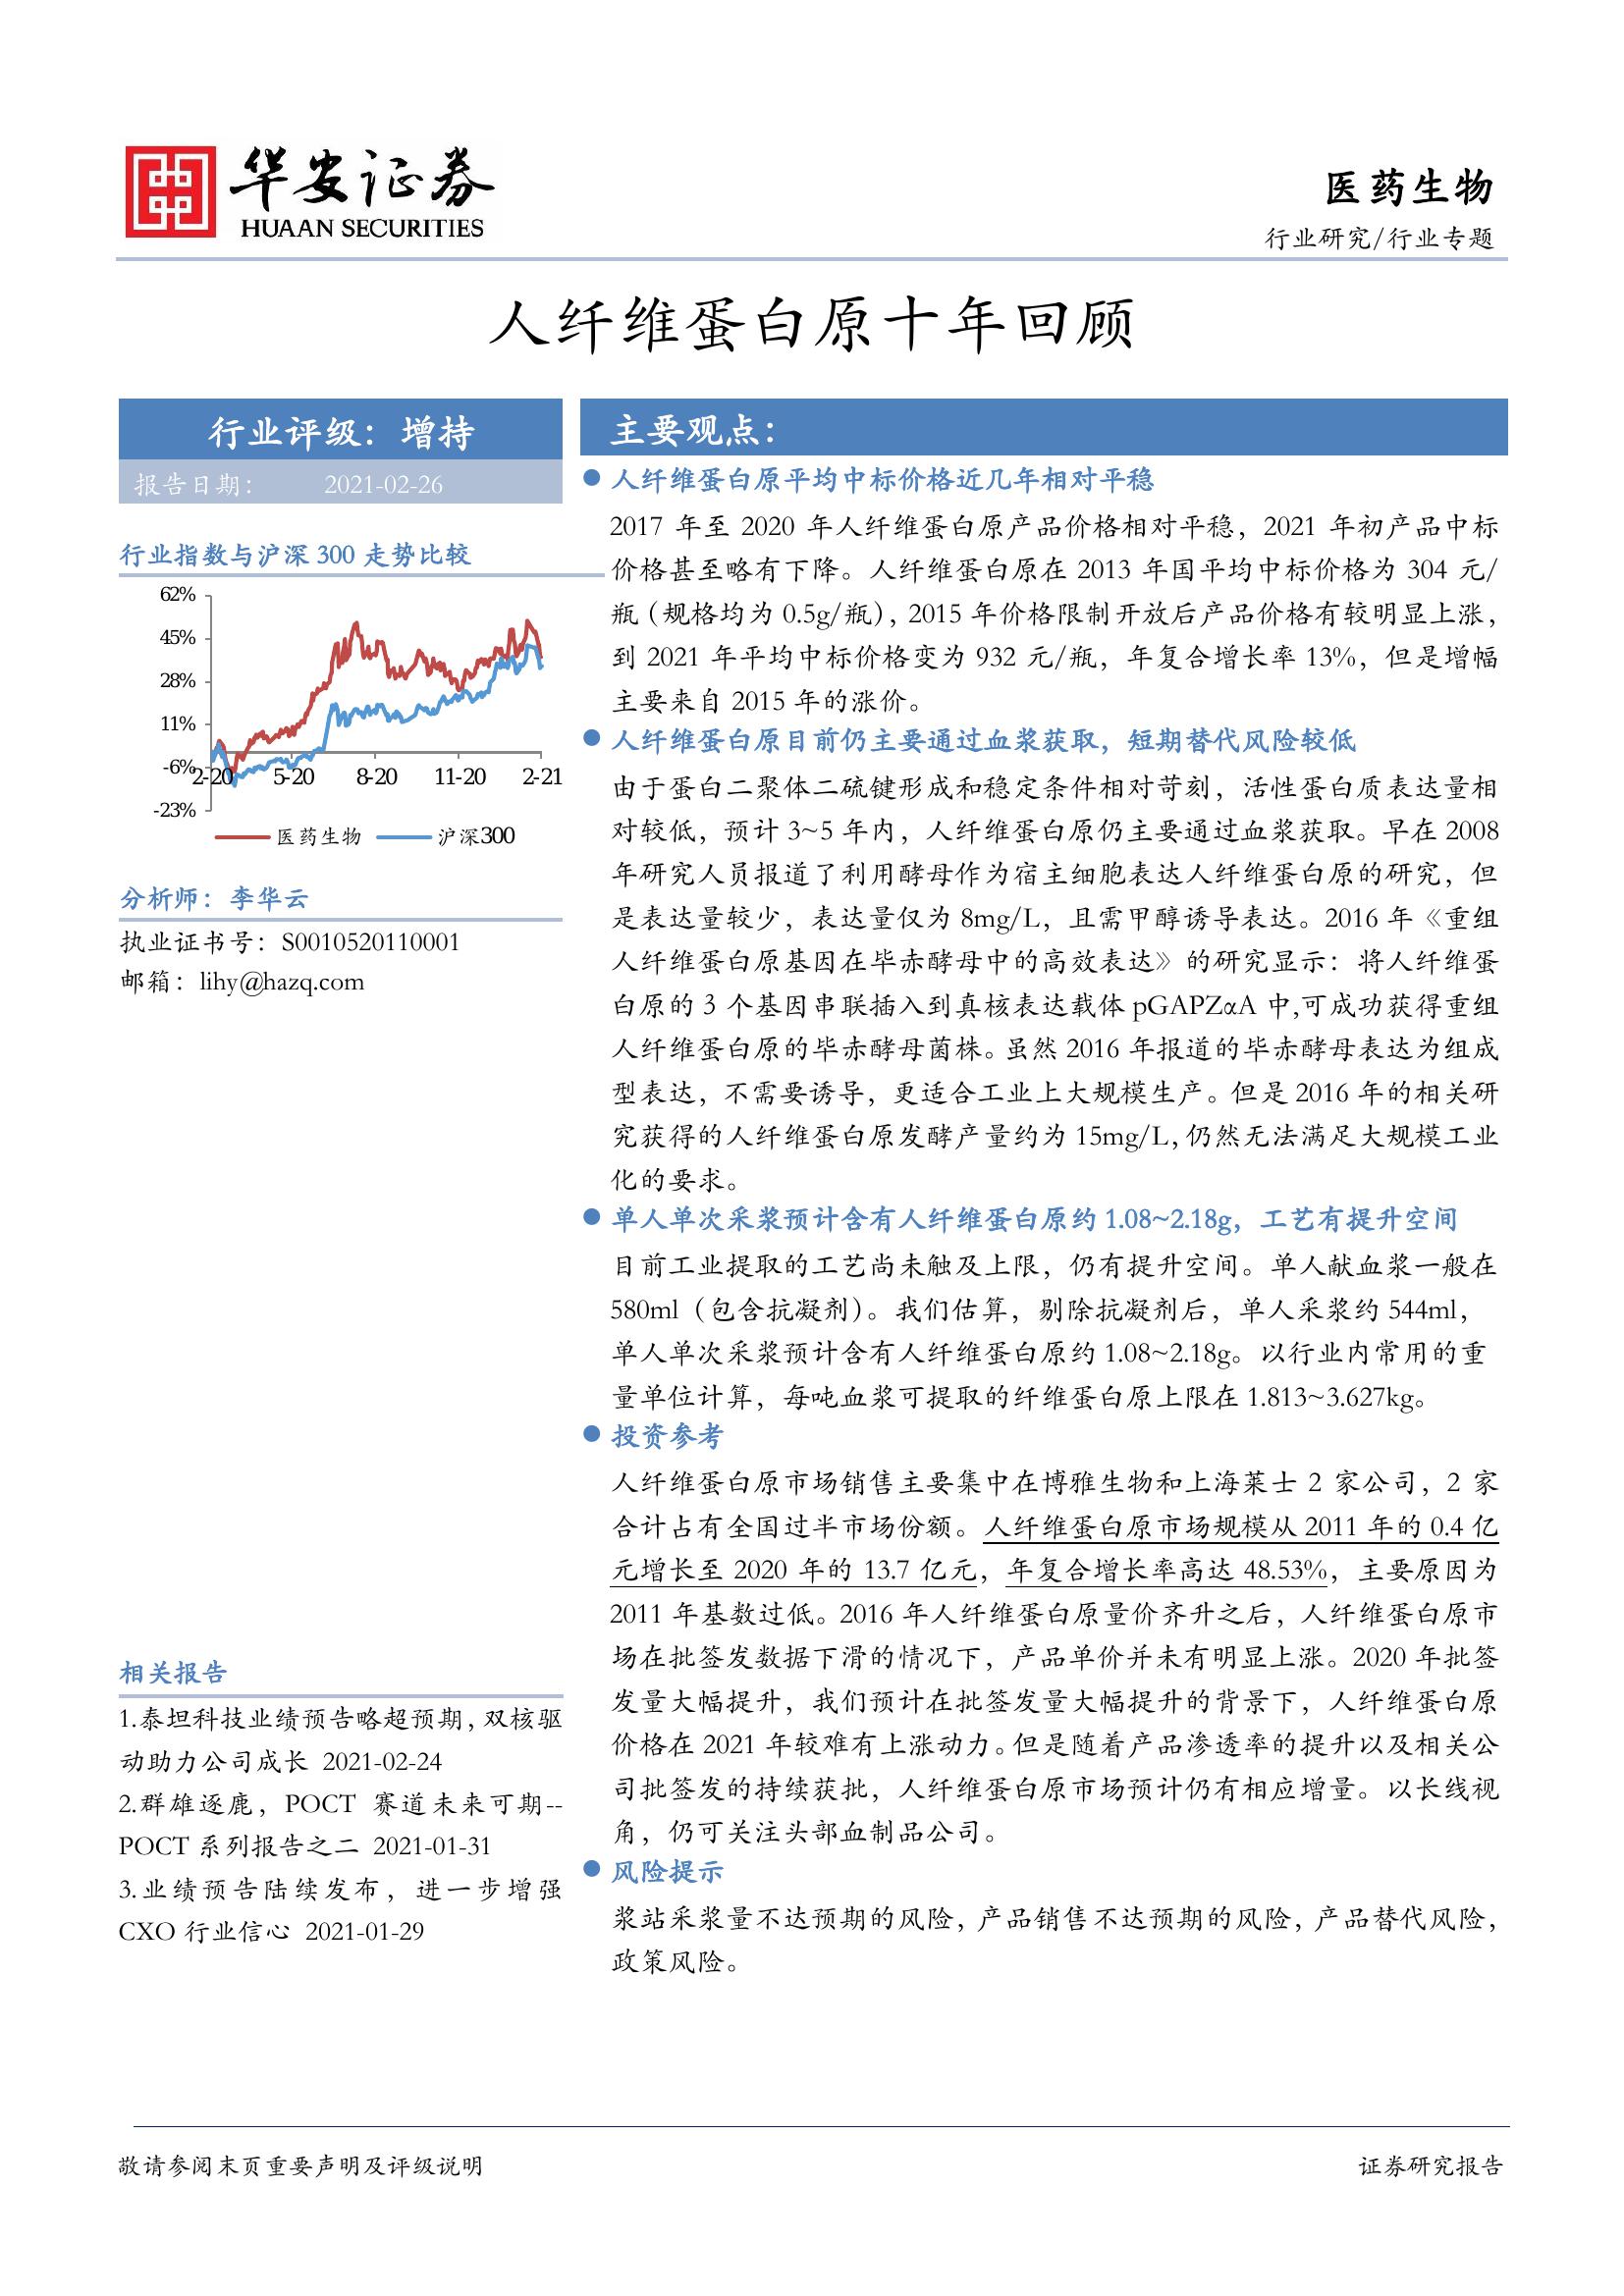 华安证券
HUAAN SECURITIES
医药生物
行业研究/行业专题
人纤维蛋白原十年回顾
行业评级：增持
报告日期： 2021-02-26
行业指数与沪深 300 走势比较
62%
45%
28%
11%
-6%
-23%
2-20 5-20 8-20 11-20 2-21
医药生物 沪深300
分析师：李华云
执业证书号：S0010520110001
邮箱：lihy@hazq.com
相关报告
1.泰坦科技业绩预告略超预期，双核驱
动助力公司成长 2021-02-24
2.群雄逐鹿，POCT 赛道未来可期--
POCT 系列报告之二 2021-01-31
3.业绩预告陆续发布，进一步增强
CXO 行业信心 2021-01-29
主要观点：
人纤维蛋白原平均中标价格近几年相对平稳
2017 年至 2020 年人纤维蛋白原产品价格相对平稳，2021 年初产品中标
价格甚至略有下降。人纤维蛋白原在 2013 年国平均中标价格为 304 元/
瓶（规格均为 0.5g/瓶），2015 年价格限制开放后产品价格有较明显上涨，
到 2021 年平均中标价格变为 932 元/瓶，年复合增长率 13%，但是增幅
主要来自 2015 年的涨价。
人纤维蛋白原目前仍主要通过血浆获取，短期替代风险较低
由于蛋白二聚体二硫键形成和稳定条件相对苛刻，活性蛋白质表达量相
对较低，预计 3~5 年内，人纤维蛋白原仍主要通过血浆获取。早在 2008
年研究人员报道了利用酵母作为宿主细胞表达人纤维蛋白原的研究，但
是表达量较少，表达量仅为 8mg/L，且需甲醇诱导表达。2016 年《重组
人纤维蛋白原基因在毕赤酵母中的高效表达》的研究显示：将人纤维蛋
白原的 3 个基因串联插入到真核表达载体 pGAPZαA 中,可成功获得重组
人纤维蛋白原的毕赤酵母菌株。虽然 2016 年报道的毕赤酵母表达为组成
型表达，不需要诱导，更适合工业上大规模生产。但是 2016 年的相关研
究获得的人纤维蛋白原发酵产量约为 15mg/L，仍然无法满足大规模工业
化的要求。
单人单次采浆预计含有人纤维蛋白原约 1.08~2.18g，工艺有提升空间
目前工业提取的工艺尚未触及上限，仍有提升空间。单人献血浆一般在
580ml（包含抗凝剂）。我们估算，剔除抗凝剂后，单人采浆约 544ml，
单人单次采浆预计含有人纤维蛋白原约 1.08~2.18g。以行业内常用的重
量单位计算，每吨血浆可提取的纤维蛋白原上限在 1.813~3.627kg。
投资参考
人纤维蛋白原市场销售主要集中在博雅生物和上海莱士 2 家公司，2 家
合计占有全国过半市场份额。人纤维蛋白原市场规模从 2011 年的 0.4 亿
元增长至 2020 年的 13.7 亿元，年复合增长率高达 48.53%，主要原因为
2011 年基数过低。2016 年人纤维蛋白原量价齐升之后，人纤维蛋白原市
场在批签发数据下滑的情况下，产品单价并未有明显上涨。2020 年批签
发量大幅提升，我们预计在批签发量大幅提升的背景下，人纤维蛋白原
价格在 2021 年较难有上涨动力。但是随着产品渗透率的提升以及相关公
司批签发的持续获批，人纤维蛋白原市场预计仍有相应增量。以长线视
角，仍可关注头部血制品公司。
风险提示
浆站采浆量不达预期的风险，产品销售不达预期的风险，产品替代风险，
政策风险。
敬请参阅末页重要声明及评级说明
证券研究报告